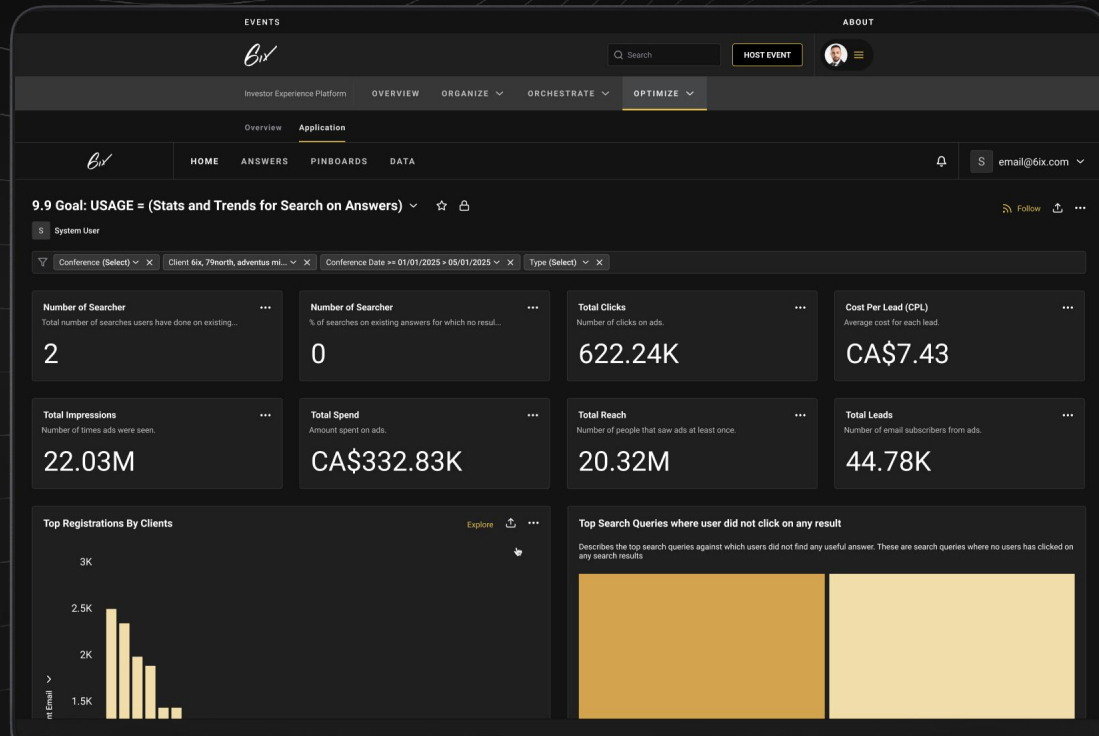 EVENTS
ABOUT
6ix
Search
HOST EVENT
Investor Experience Platform
OVERVIEW
ORGANIZE
ORCHESTRATE
OPTIMIZE
Overview
Application
6ix
HOME
ANSWERS
PINBOARDS
DATA
S
email@6ix.com
9.9 Goal: USAGE = (Stats and Trends for Search on Answers)
Follow
S
System User
Conference (Select)
Client 6ix, 79north, adventus mi...
Conference Date >= 01/01/2025 > 05/01/2025
Type (Select)
Number of Searcher
Total number of searches users have done on existing...
2
Number of Searcher
% of searches on existing answers for which no resul...
0
Total Clicks
Number of clicks on ads.
622.24K
Cost Per Lead (CPL)
Average cost for each lead.
CA$7.43
Total Impressions
Number of times ads were seen.
22.03M
Total Spend
Amount spent on ads.
CA$332.83K
Total Reach
Number of people that saw ads at least once.
20.32M
Total Leads
Number of email subscribers from ads.
44.78K
Top Registrations By Clients
Explore
3K
2.5K
2K
1.5K
Email
Top Search Queries where user did not click on any result
Describes the top search queries against which users did not find any useful answer. These are search queries where no users has clicked on
any search results